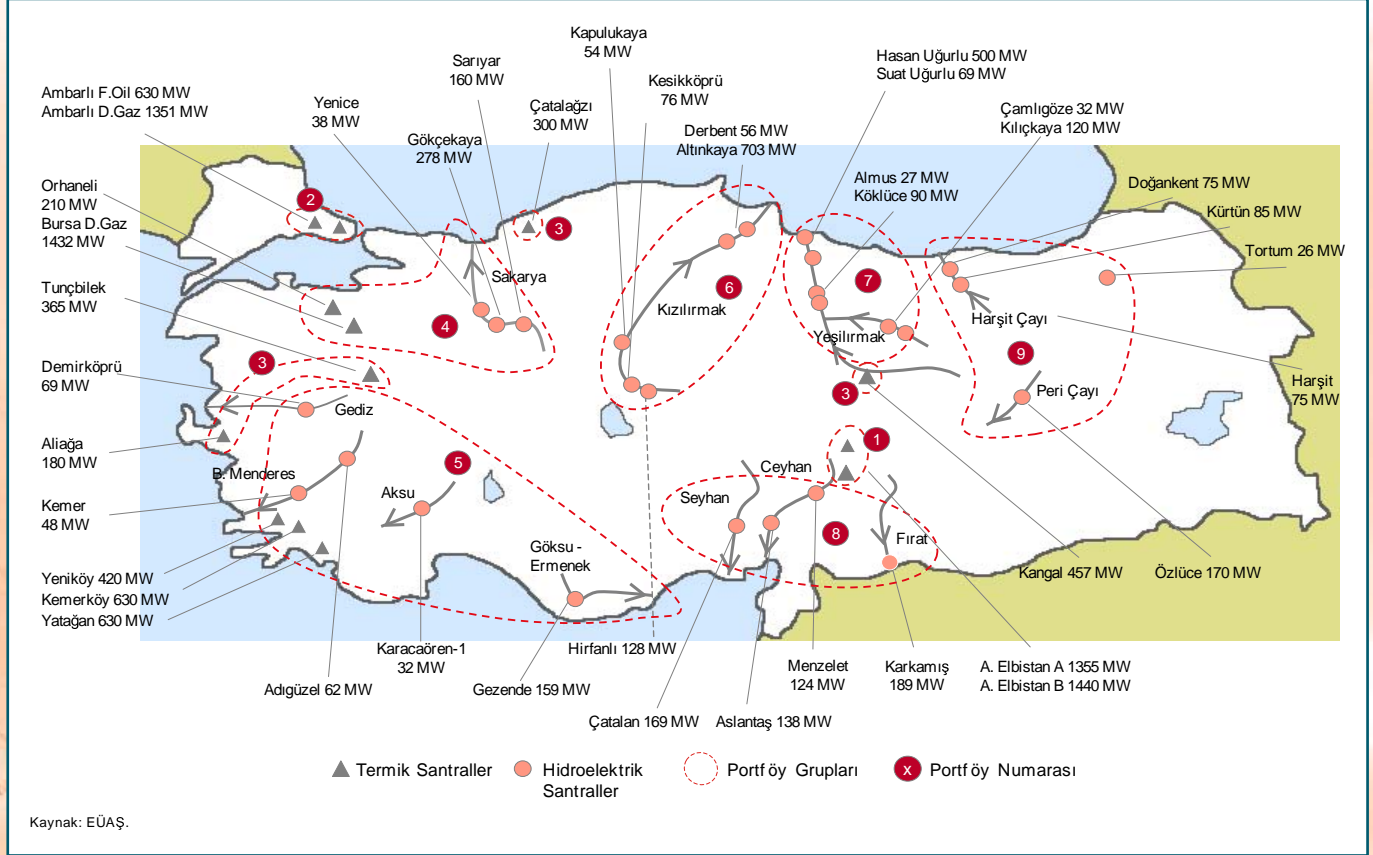 Kapulukaya
54 MW
Hasan Uğurlu 500 MW
Suat Uğurlu 69 MW
Sarıyar
160 MW
Kesikköprü
76 MW
Ambarlı F.Oil 630 MW
Ambarlı D.Gaz 1351 MW
Yenice
38 MW
Çatalağzı
300 MW
Çamlıgöze 32 MW
Kılıçkaya 120 MW
Gökçekaya
278 MW
Derbent 56 MW
Altınkaya 703 MW
Orhaneli
210 MW
Bursa D.Gaz
1432 MW
Almus 27 MW
Köklüce 90 MW
Doğankent 75 MW
Kürtün 85 MW
Tortum 26 MW
2
3
Tunçbilek
365 MW
Sakarya
6
7
Kızılırmak
4
Harşit Çayı
Yeşilırmak
9
Demirköprü
69 MW
3
Harşit
75 MW
3
Peri Çayı
Gediz
Aliağa
180 MW
1
B. Menderes
5
Ceyhan
Aksu
Seyhan
Kemer
48 MW
8
Fırat
Göksu -
Ermenek
Yeniköy 420 MW
Kemerköy 630 MW
Yatağan 630 MW
Kangal 457 MW
Özlüce 170 MW
Karacaören-1
32 MW
Hirfanlı 128 MW
Adıgüzel 62 MW
Gezende 159 MW
Menzelet
124 MW
Karkamış
189 MW
A. Elbistan A 1355 MW
A. Elbistan B 1440 MW
Çatalan 169 MW
Aslantaş 138 MW
Termik Santraller
Hidroelektrik
Santraller
Portföy Grupları
x
Portföy Numarası
Kaynak: EÜAŞ.